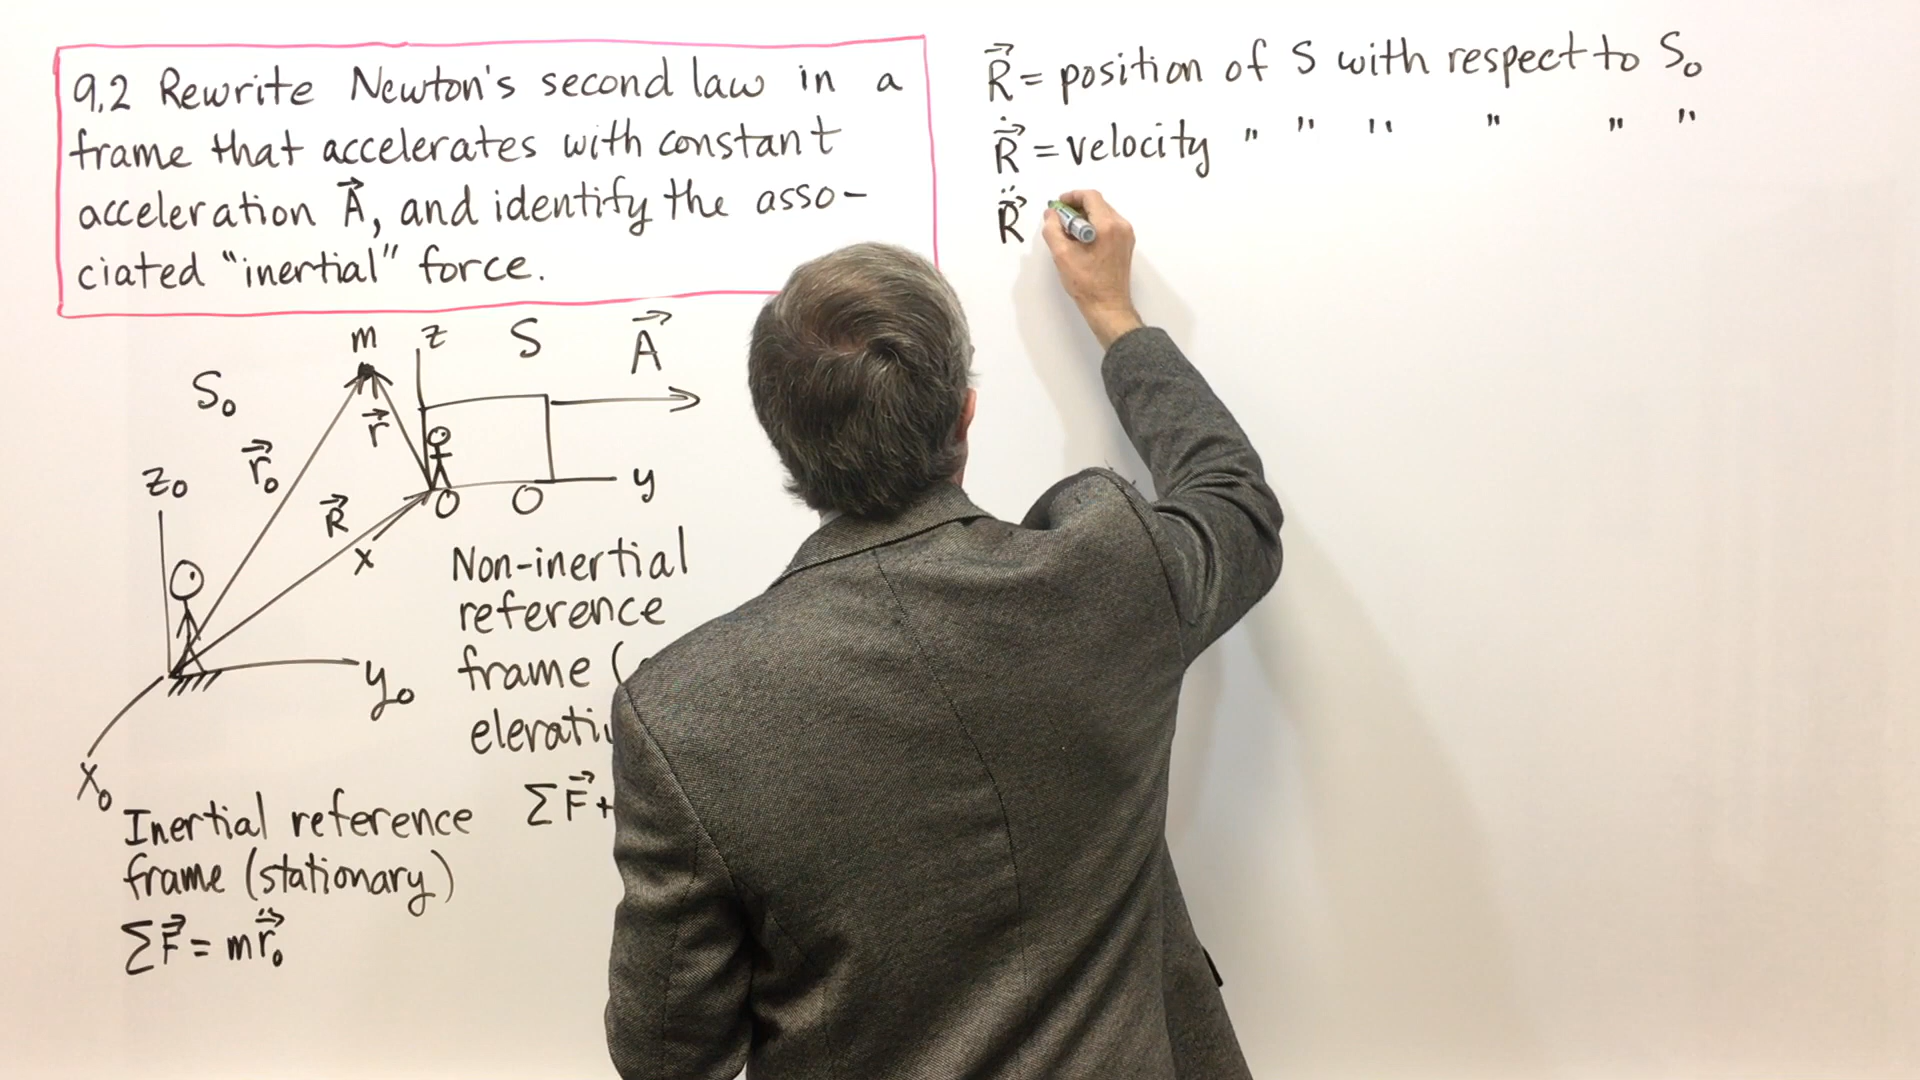 9.2 Rewrite Newton's second law in a
frame that accelerates with constant
acceleration A⃗, and identify the asso-
ciated "inertial" force.
m
z
S
A⃗
S₀
r⃗
z₀
r⃗₀
R⃗
y
x
Non-inertial
reference
frame (
y₀
x₀
Inertial reference
frame (stationary)
ΣF⃗ = mr̈⃗₀
ΣF⃗ +
R⃗ = position of S with respect to S₀
Ṙ⃗ = velocity " " " " " "
R̈⃗